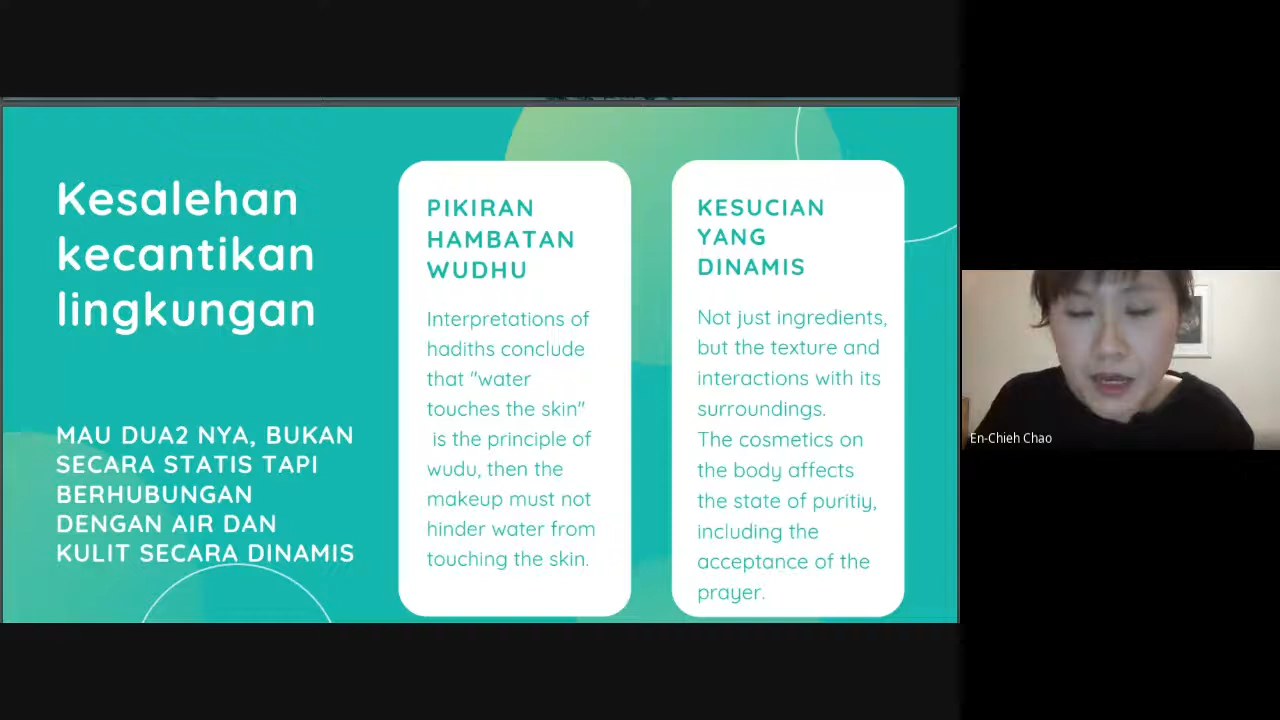 Kesalehan
kecantikan
lingkungan
MAU DUA2 NYA, BUKAN
SECARA STATIS TAPI
BERHUBUNGAN
DENGAN AIR DAN
KULIT SECARA DINAMIS
PIKIRAN
HAMBATAN
WUDHU
Interpretations of
hadiths conclude
that "water
touches the skin"
is the principle of
wudu, then the
makeup must not
hinder water from
touching the skin.
KESUCIAN
YANG
DINAMIS
Not just ingredients,
but the texture and
interactions with its
surroundings.
The cosmetics on
the body affects
the state of puritiy,
including the
acceptance of the
prayer.
En-Chieh Chao